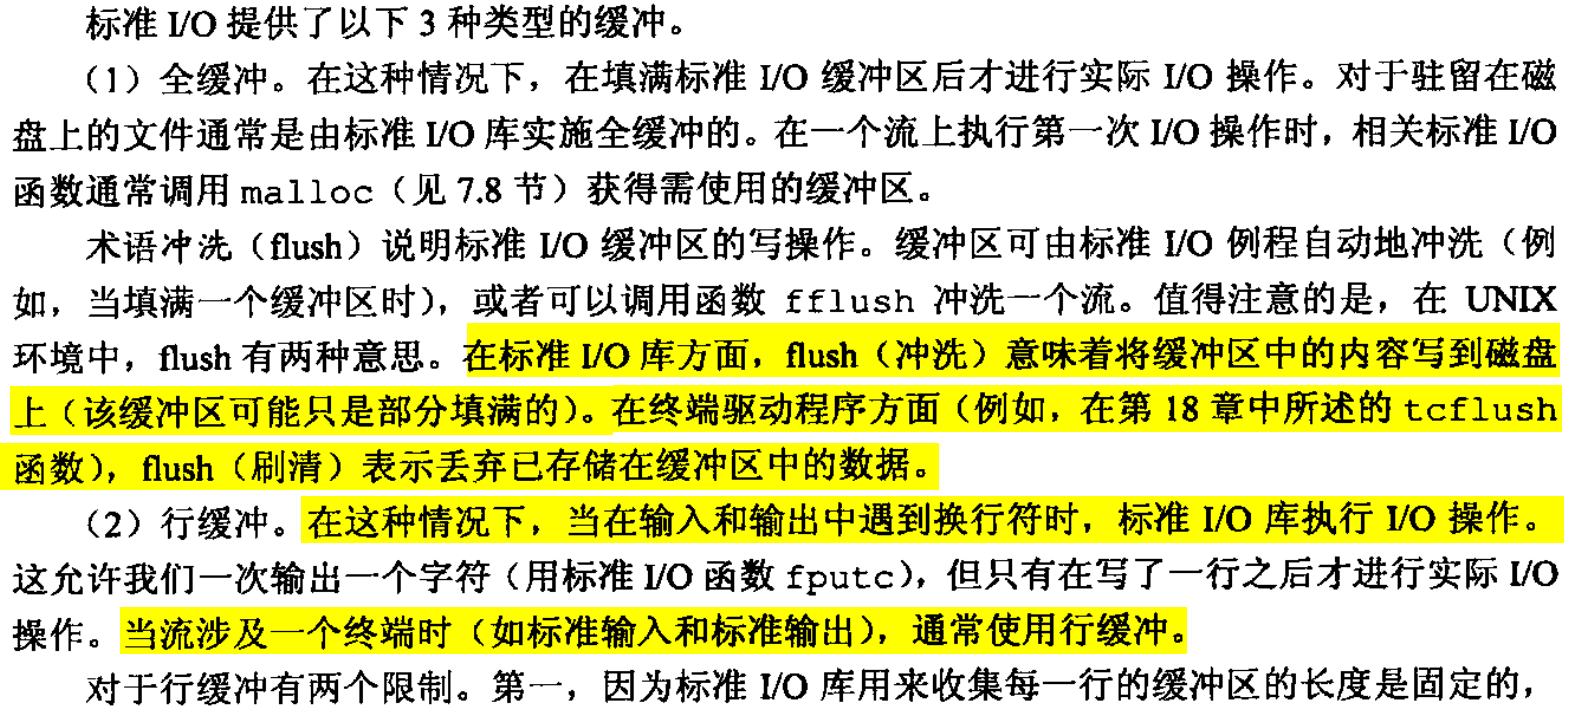 标准 I/O 提供了以下 3 种类型的缓冲。
（1）全缓冲。在这种情况下，在填满标准 I/O 缓冲区后才进行实际 I/O 操作。对于驻留在磁
盘上的文件通常是由标准 I/O 库实施全缓冲的。在一个流上执行第一次 I/O 操作时，相关标准 I/O
函数通常调用 malloc（见 7.8 节）获得需使用的缓冲区。
术语冲洗（flush）说明标准 I/O 缓冲区的写操作。缓冲区可由标准 I/O 例程自动地冲洗（例
如，当填满一个缓冲区时），或者可以调用函数 fflush 冲洗一个流。值得注意的是，在 UNIX
环境中，flush 有两种意思。在标准 I/O 库方面，flush（冲洗）意味着将缓冲区中的内容写到磁盘
上（该缓冲区可能只是部分填满的）。在终端驱动程序方面（例如，在第 18 章中所述的 tcflush
函数），flush（刷清）表示丢弃已存储在缓冲区中的数据。
（2）行缓冲。在这种情况下，当在输入和输出中遇到换行符时，标准 I/O 库执行 I/O 操作。
这允许我们一次输出一个字符（用标准 I/O 函数 fputc），但只有在写了一行之后才进行实际 I/O
操作。当流涉及一个终端时（如标准输入和标准输出），通常使用行缓冲。
对于行缓冲有两个限制。第一，因为标准 I/O 库用来收集每一行的缓冲区的长度是固定的，